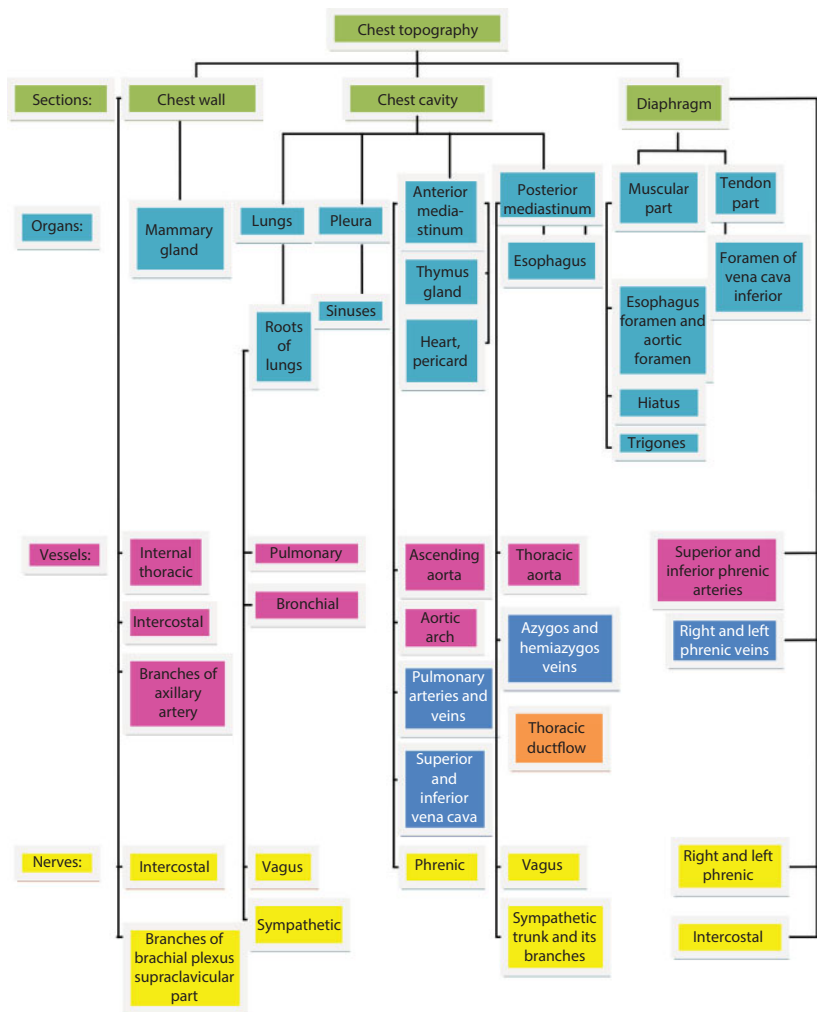 Chest topography
Sections:
Chest wall
Chest cavity
Diaphragm
Organs:
Mammary
gland
Lungs
Pleura
Anterior
media-
stinum
Posterior
mediastinum
Muscular
part
Tendon
part
Roots
of
lungs
Sinuses
Thymus
gland
Heart,
pericard
Esophagus
Esophagus
foramen and
aortic
foramen
Hiatus
Trigones
Foramen of
vena cava
inferior
Vessels:
Internal
thoracic
Intercostal
Branches of
axillary
artery
Pulmonary
Bronchial
Ascending
aorta
Aortic
arch
Pulmonary
arteries and
veins
Superior
and
inferior
vena cava
Thoracic
aorta
Azygos and
hemiazygos
veins
Thoracic
ductflow
Superior and
inferior phrenic
arteries
Right and left
phrenic veins
Nerves:
Intercostal
Branches of
brachial plexus
supraclavicular
part
Vagus
Sympathetic
Phrenic
Vagus
Sympathetic
trunk and its
branches
Right and left
phrenic
Intercostal